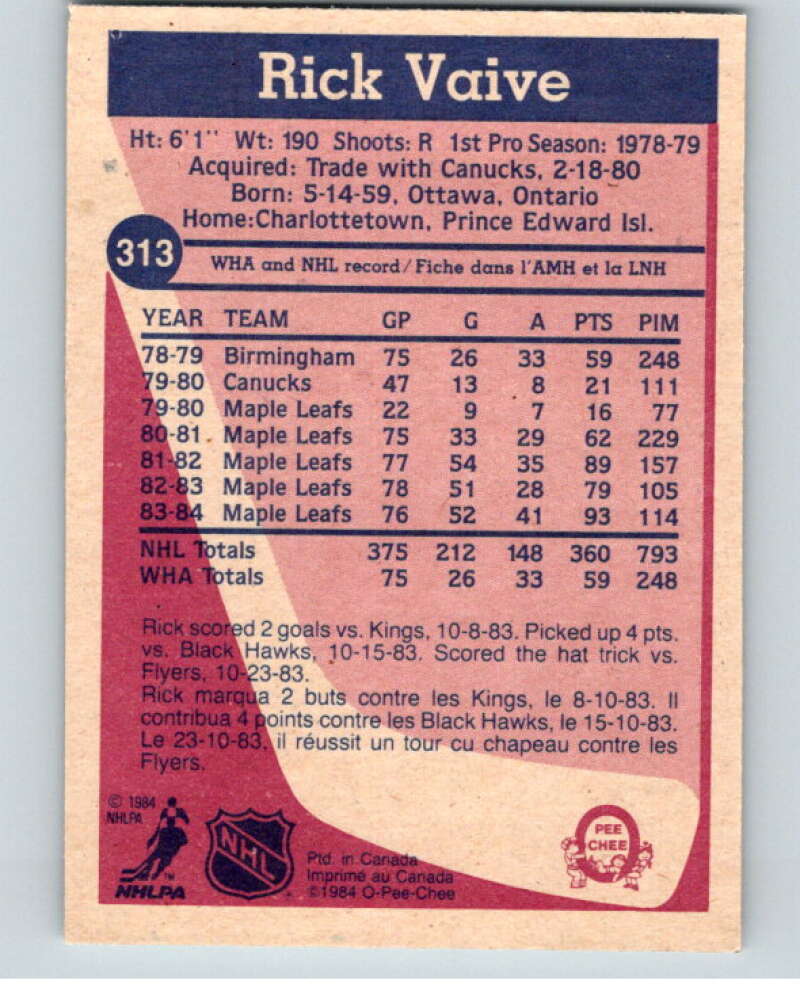 Rick Vaive
Ht: 6'1" Wt: 190 Shoots: R 1st Pro Season: 1978-79
Acquired: Trade with Canucks, 2-18-80
Born: 5-14-59, Ottawa, Ontario
Home:Charlottetown, Prince Edward Isl.
313
WHA and NHL record/Fiche dans l'AMH et la LNH
YEAR TEAM GP G A PTS PIM
78-79 Birmingham 75 26 33 59 248
79-80 Canucks 47 13 8 21 111
79-80 Maple Leafs 22 9 7 16 77
80-81 Maple Leafs 75 33 29 62 229
81-82 Maple Leafs 77 54 35 89 157
82-83 Maple Leafs 78 51 28 79 105
83-84 Maple Leafs 76 52 41 93 114
NHL Totals 375 212 148 360 793
WHA Totals 75 26 33 59 248
Rick scored 2 goals vs. Kings, 10-8-83. Picked up 4 pts.
vs. Black Hawks, 10-15-83. Scored the hat trick vs.
Flyers, 10-23-83.
Rick marqua 2 buts contre les Kings, le 8-10-83. Il
contribua 4 points contre les Black Hawks, le 15-10-83.
Le 23-10-83, il réussit un tour cu chapeau contre les
Flyers.
© 1984
NHLPA
NHLPA
TM
NHL
Ptd. in Canada
Imprimé au Canada
©1984 O-Pee-Chee
PEE
CHEE